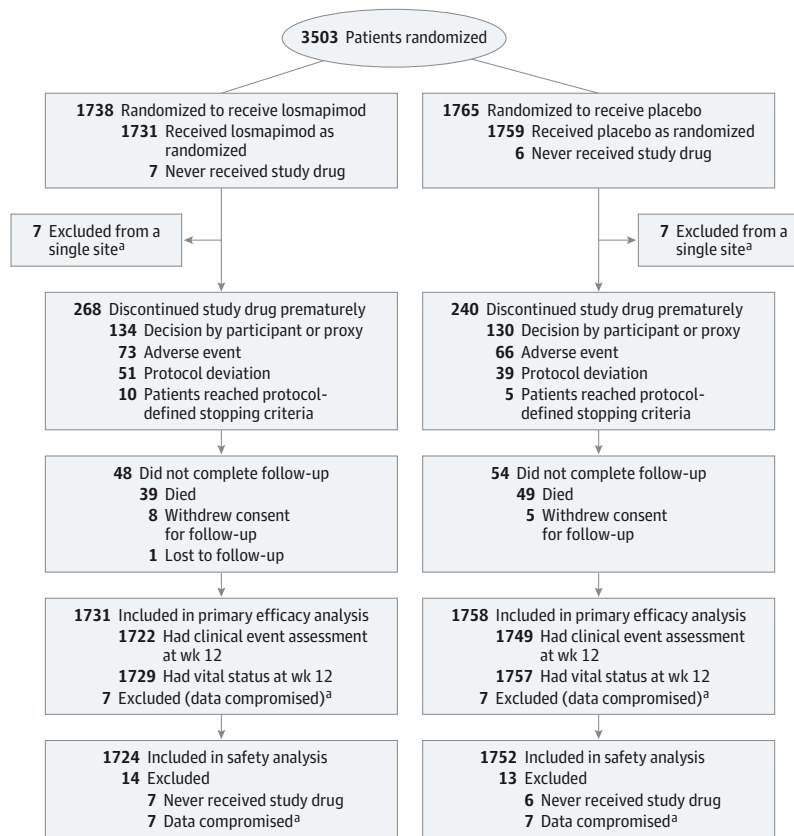 3503 Patients randomized
1738 Randomized to receive losmapimod
1731 Received losmapimod as
randomized
7 Never received study drug
1765 Randomized to receive placebo
1759 Received placebo as randomized
6 Never received study drug
7 Excluded from a
single siteᵃ
7 Excluded from a
single siteᵃ
268 Discontinued study drug prematurely
134 Decision by participant or proxy
73 Adverse event
51 Protocol deviation
10 Patients reached protocol-
defined stopping criteria
240 Discontinued study drug prematurely
130 Decision by participant or proxy
66 Adverse event
39 Protocol deviation
5 Patients reached protocol-
defined stopping criteria
48 Did not complete follow-up
39 Died
8 Withdrew consent
for follow-up
1 Lost to follow-up
54 Did not complete follow-up
49 Died
5 Withdrew consent
for follow-up
1731 Included in primary efficacy analysis
1722 Had clinical event assessment
at wk 12
1729 Had vital status at wk 12
7 Excluded (data compromised)ᵃ
1758 Included in primary efficacy analysis
1749 Had clinical event assessment
at wk 12
1757 Had vital status at wk 12
7 Excluded (data compromised)ᵃ
1724 Included in safety analysis
14 Excluded
7 Never received study drug
7 Data compromisedᵃ
1752 Included in safety analysis
13 Excluded
6 Never received study drug
7 Data compromisedᵃ